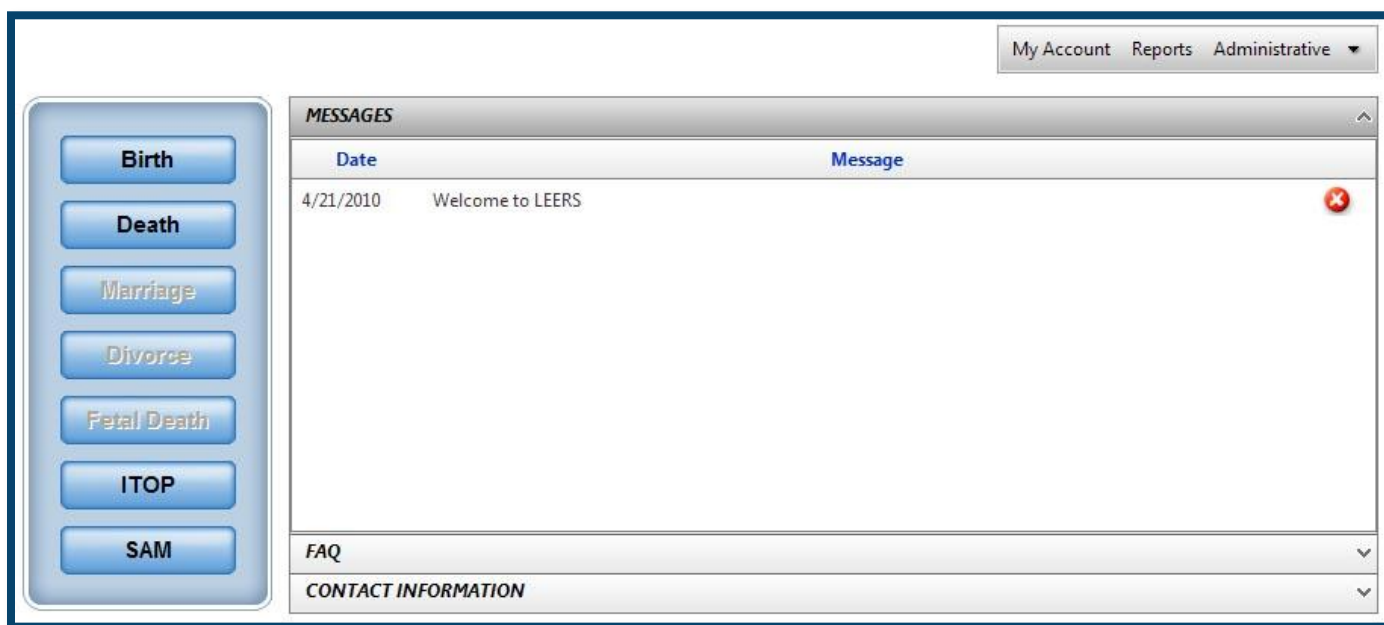 My Account Reports Administrative
MESSAGES
Birth
Date Message
4/21/2010 Welcome to LEERS
Death
Marriage
Divorce
Fetal Death
ITOP
SAM
FAQ
CONTACT INFORMATION